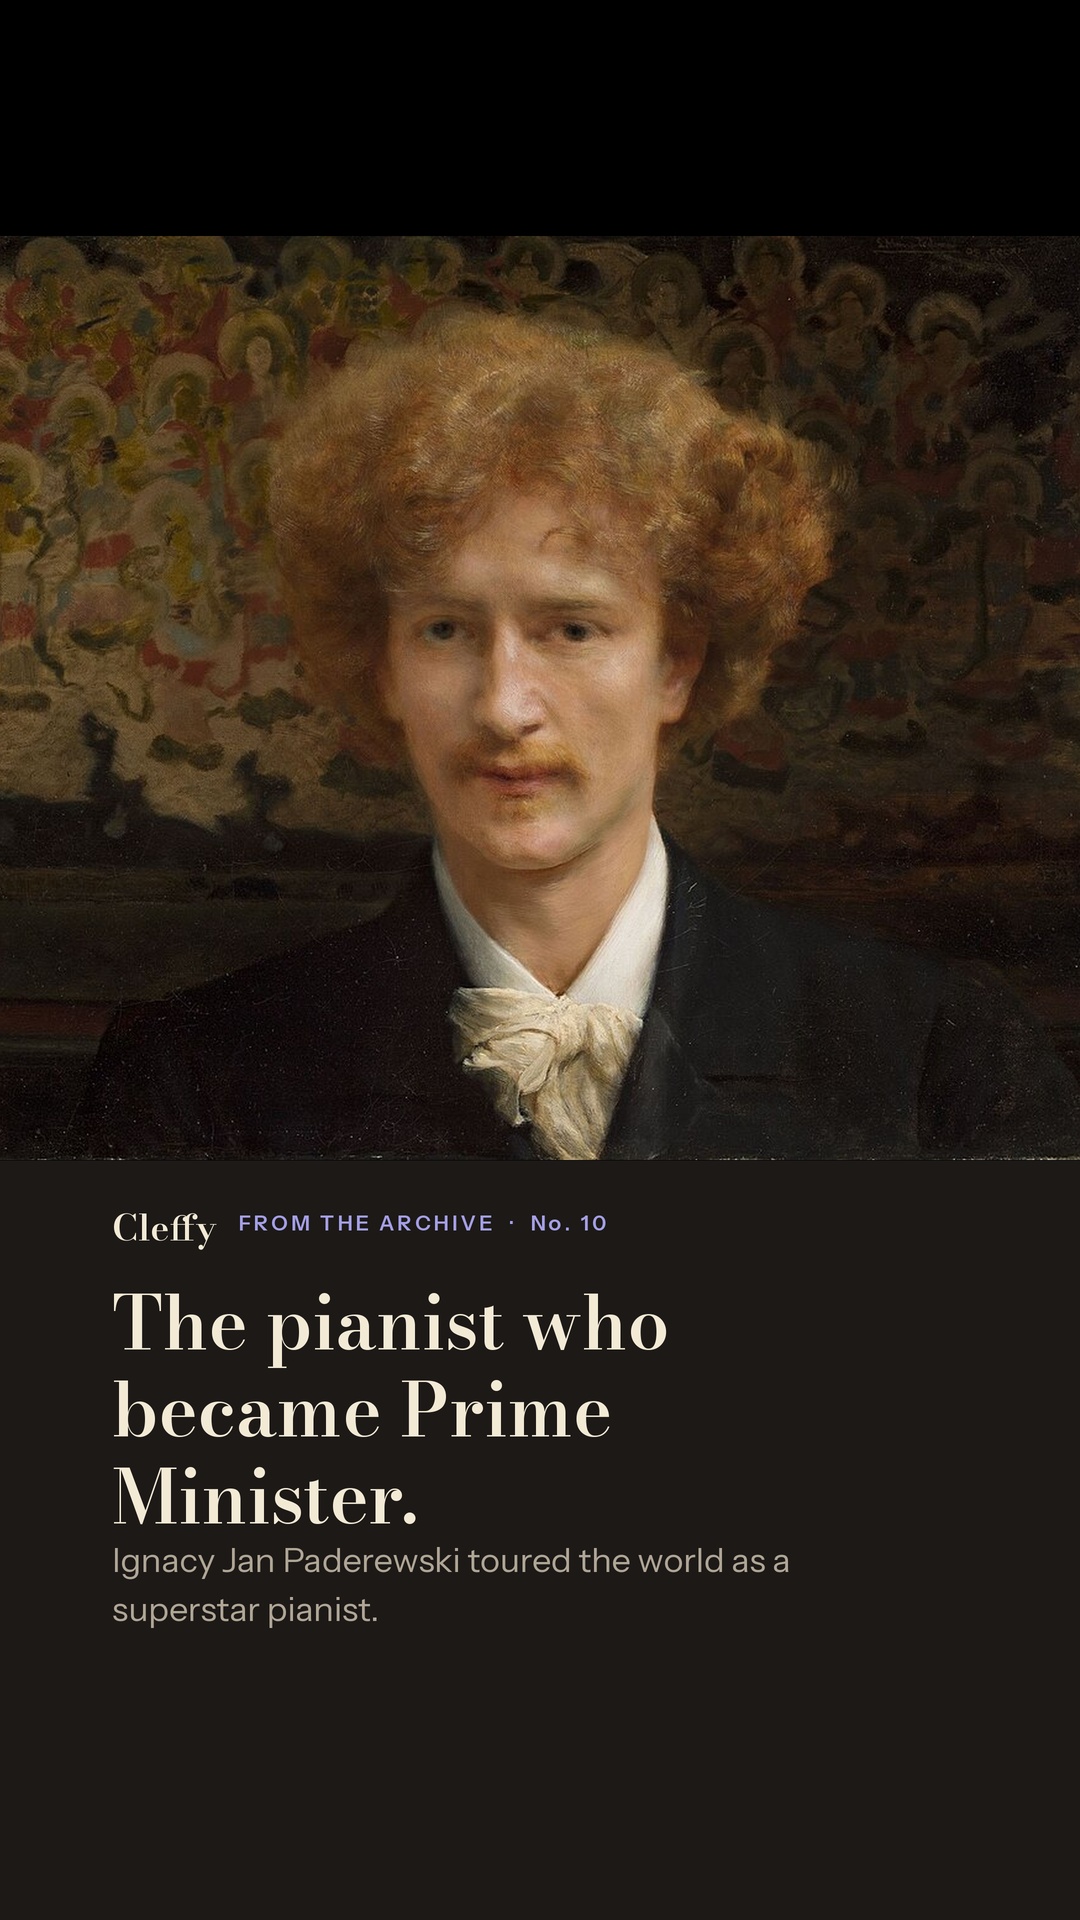 Cleffy FROM THE ARCHIVE · No. 10
The pianist who
became Prime
Minister.
Ignacy Jan Paderewski toured the world as a
superstar pianist.